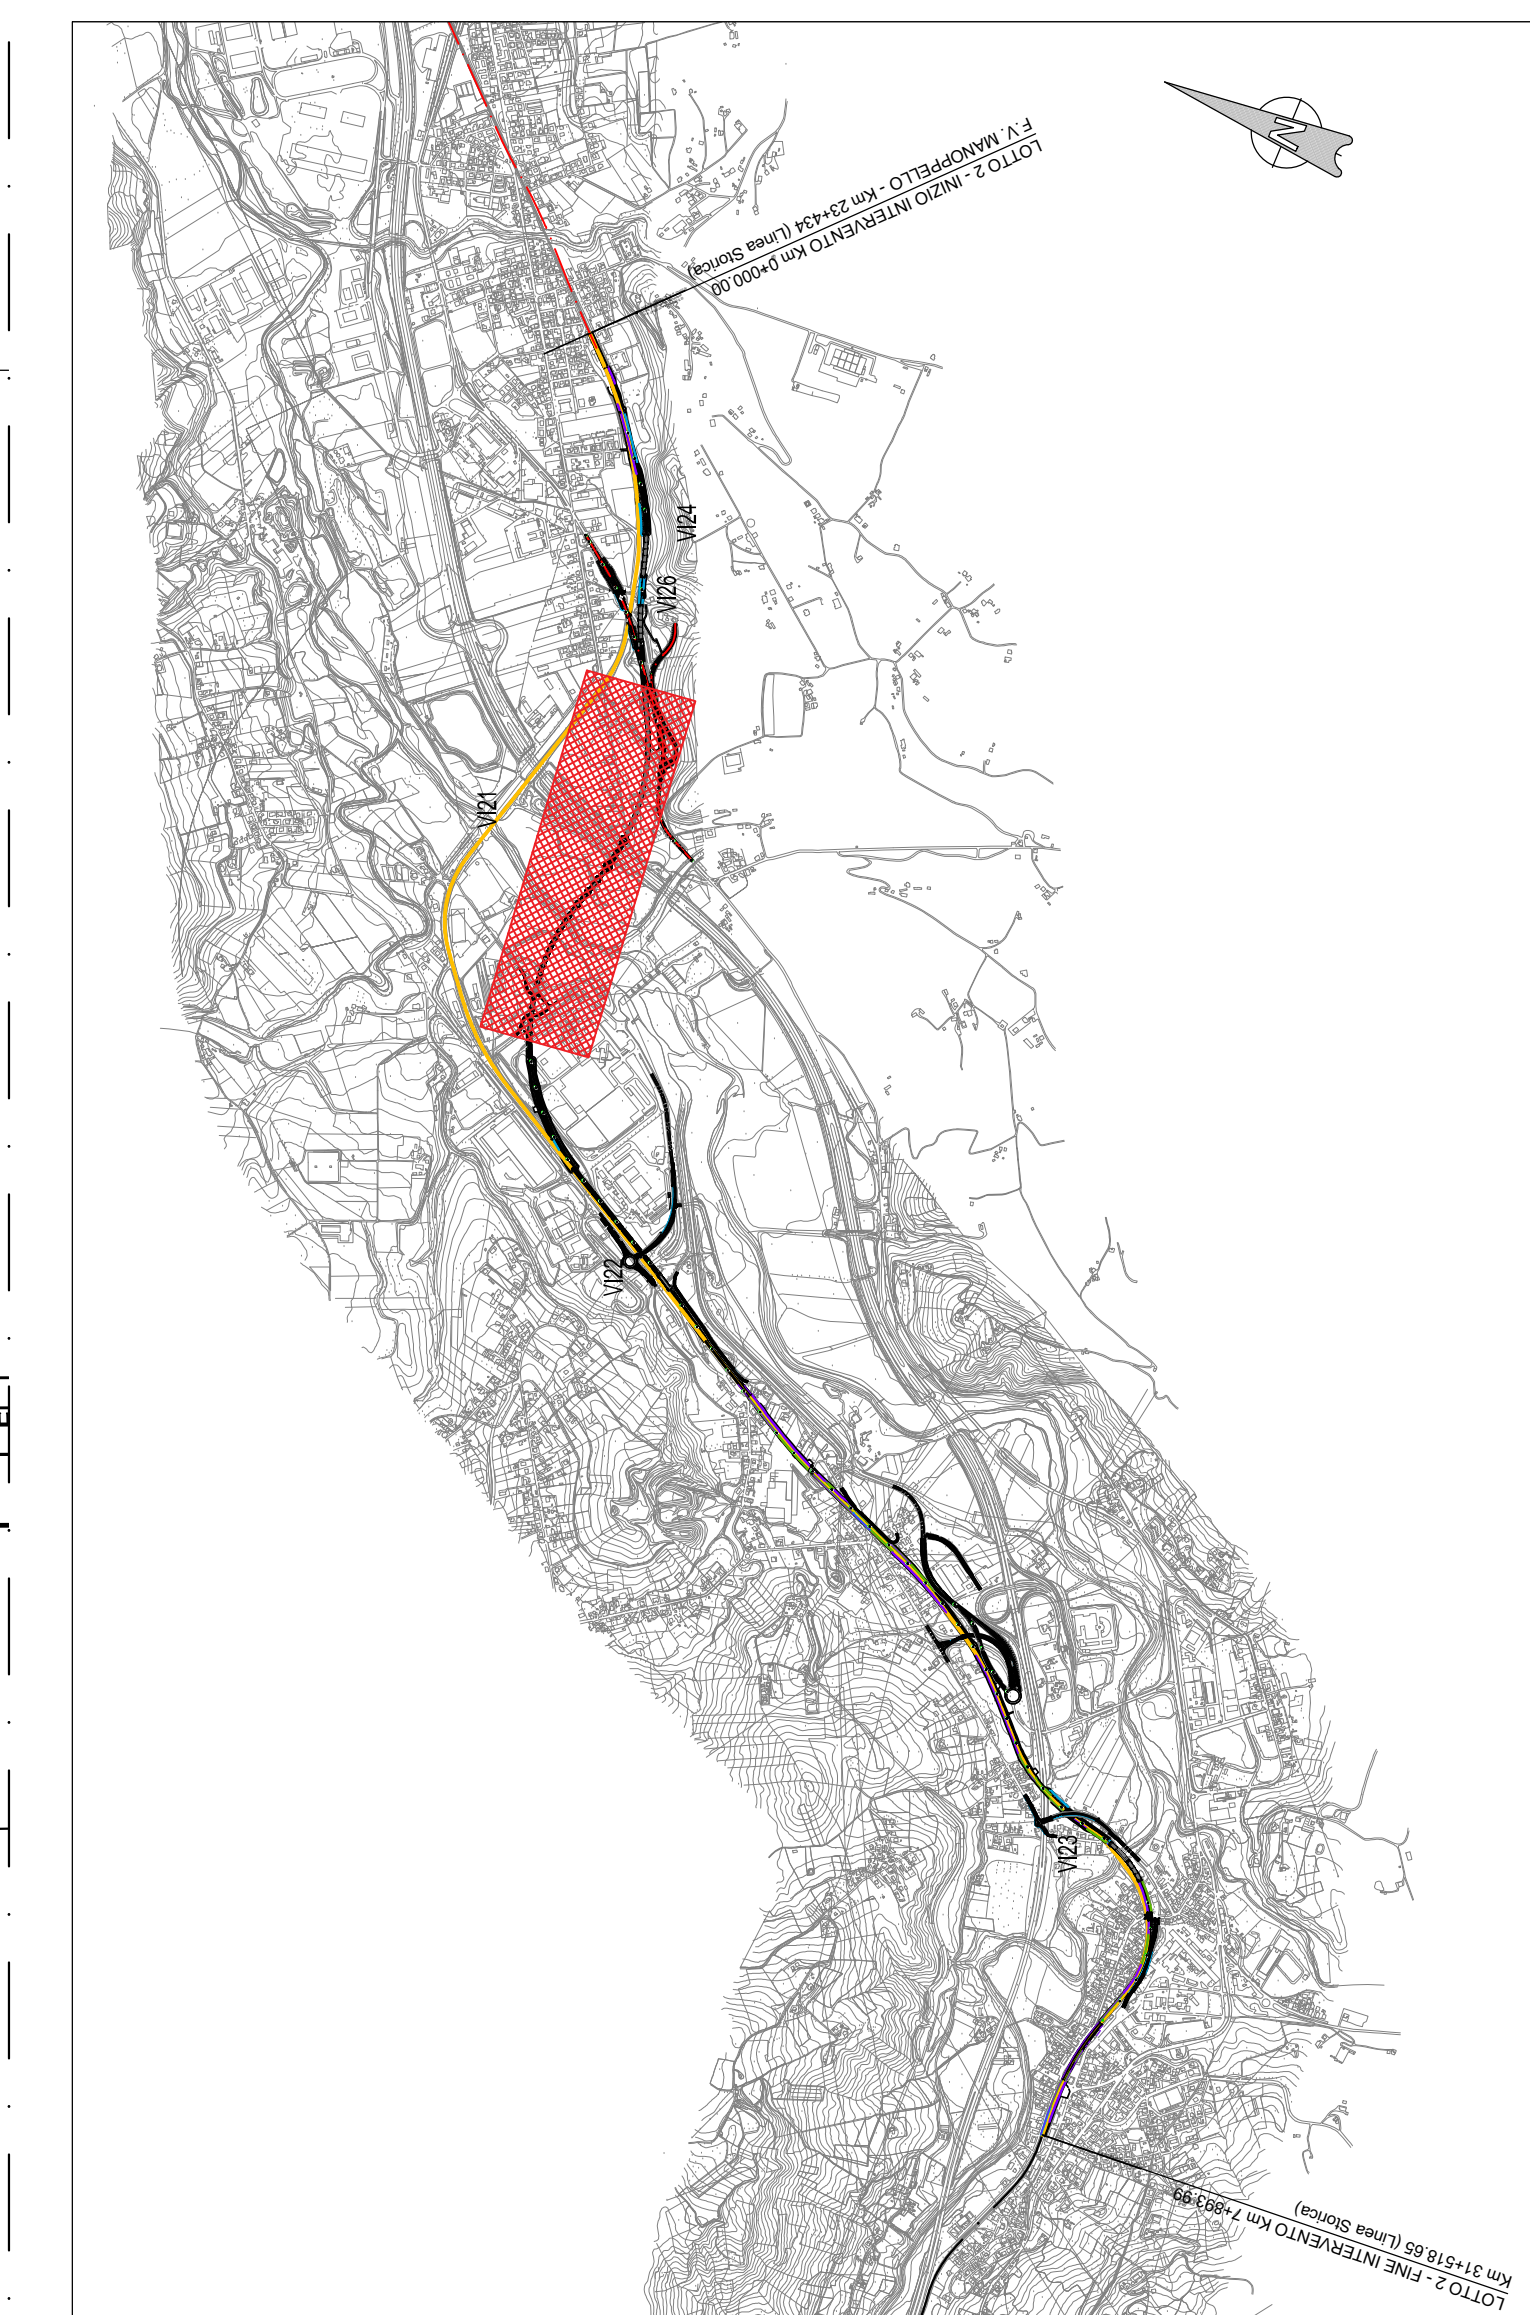 N
LOTTO 2 - INIZIO INTERVENTO Km 0+000.00
F.V. MANOPPELLO - Km 23+434 (Linea Storica)
VI24
VI26
VI21
VI22
VI23
LOTTO 2 - FINE INTERVENTO Km 7+893.99
Km 31+518.65 (Linea Storica)